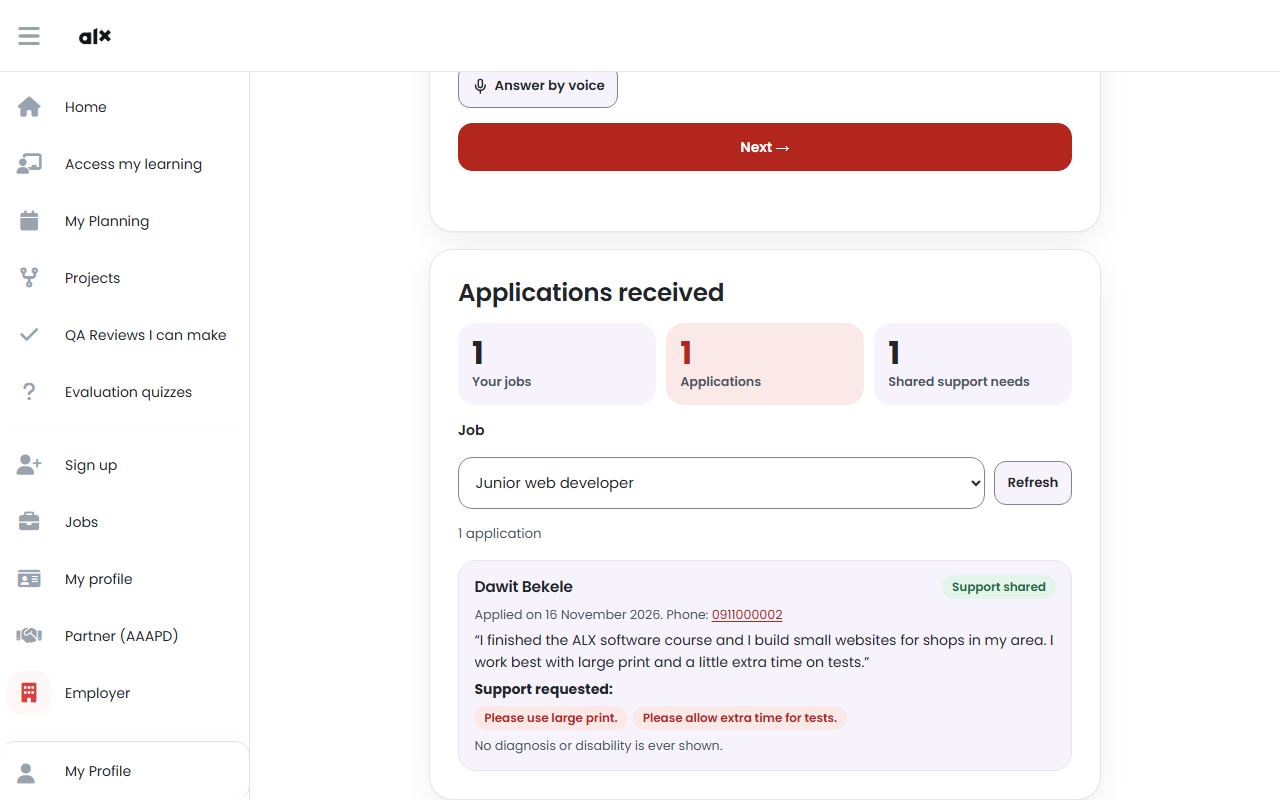 alx
Home
Access my learning
My Planning
Projects
QA Reviews I can make
Evaluation quizzes
Sign up
Jobs
My profile
Partner (AAAPD)
Employer
My Profile
Answer by voice
Next →
Applications received
1
Your jobs
1
Applications
1
Shared support needs
Job
Junior web developer
Refresh
1 application
Dawit Bekele
Support shared
Applied on 16 November 2026. Phone: 0911000002
“I finished the ALX software course and I build small websites for shops in my area. I
work best with large print and a little extra time on tests.”
Support requested:
Please use large print.
Please allow extra time for tests.
No diagnosis or disability is ever shown.